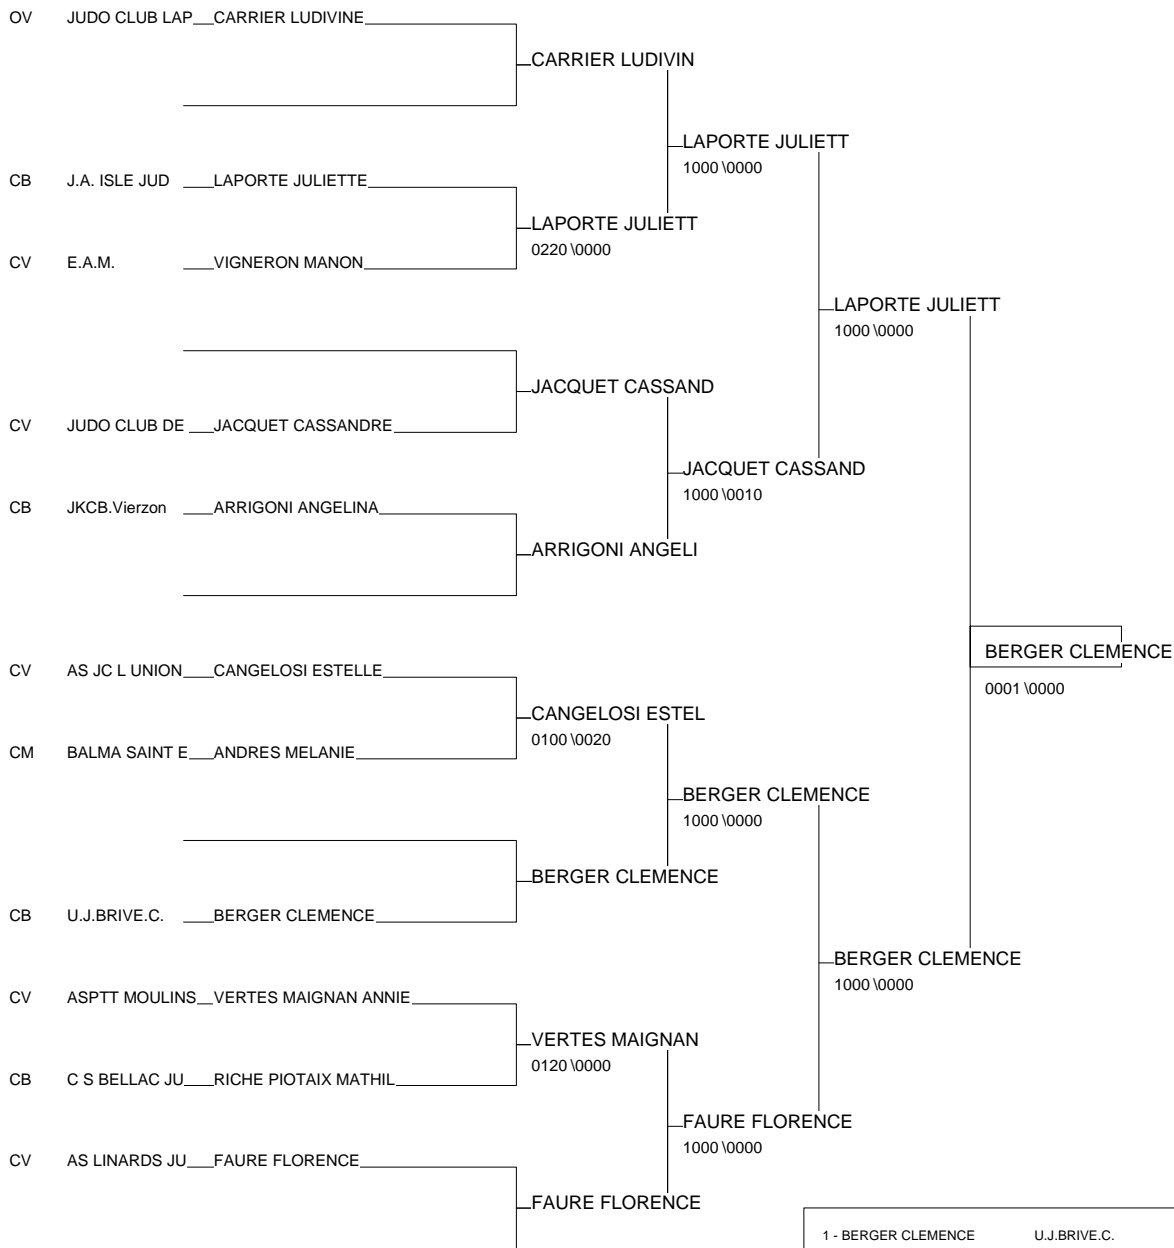 OV JUDO CLUB LAP CARRIER LUDIVINE
CARRIER LUDIVIN
LAPORTE JULIETT
1000 \0000
CB J.A. ISLE JUD LAPORTE JULIETTE
LAPORTE JULIETT
0220 \0000
CV E.A.M. VIGNERON MANON
LAPORTE JULIETT
1000 \0000
JACQUET CASSAND
CV JUDO CLUB DE JACQUET CASSANDRE
JACQUET CASSAND
1000 \0010
CB JKCB.Vierzon ARRIGONI ANGELINA
ARRIGONI ANGELI
BERGER CLEMENCE
0001 \0000
CV AS JC L UNION CANGELOSI ESTELLE
CANGELOSI ESTEL
0100 \0020
CM BALMA SAINT E ANDRES MELANIE
BERGER CLEMENCE
1000 \0000
BERGER CLEMENCE
CB U.J.BRIVE.C. BERGER CLEMENCE
BERGER CLEMENCE
1000 \0000
CV ASPTT MOULINS VERTES MAIGNAN ANNIE
VERTES MAIGNAN
0120 \0000
CB C S BELLAC JU RICHE PIOTAIX MATHIL
FAURE FLORENCE
1000 \0000
CV AS LINARDS JU FAURE FLORENCE
FAURE FLORENCE
1 - BERGER CLEMENCE U.J.BRIVE.C.